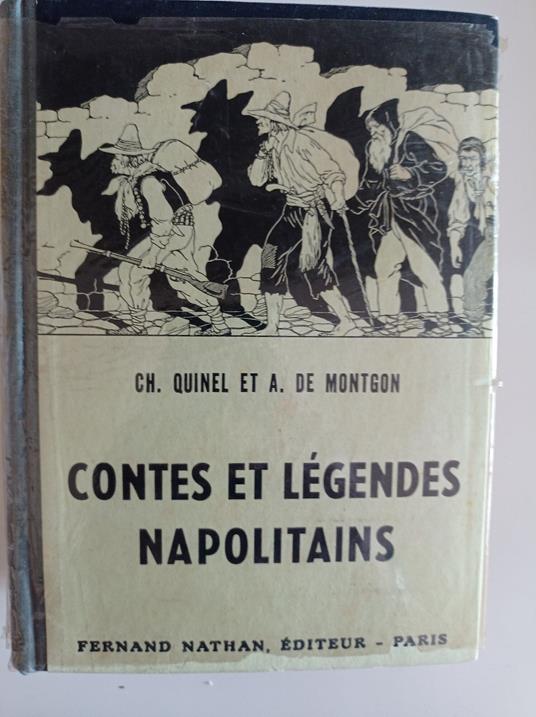 CH. QUINEL ET A. DE MONTGON
CONTES ET LÉGENDES
NAPOLITAINS
FERNAND NATHAN, ÉDITEUR - PARIS